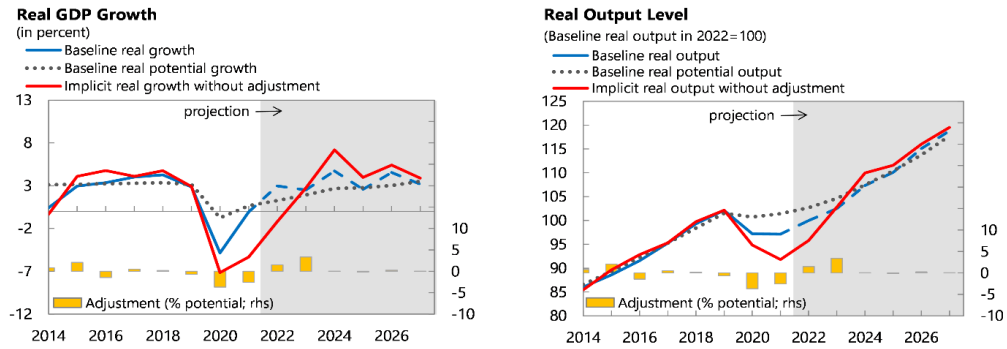 Real GDP Growth
(in percent)
Baseline real growth
Baseline real potential growth
Implicit real growth without adjustment
13
8
3
-2
-7
-12
projection
10
5
0
-5
-10
Adjustment (% potential; rhs)
2014 2016 2018 2020 2022 2024 2026
Real Output Level
(Baseline real output in 2022=100)
Baseline real output
Baseline real potential output
Implicit real output without adjustment
125
120
115
110
105
100
95
90
85
80
projection
10
5
0
-5
-10
Adjustment (% potential; rhs)
2014 2016 2018 2020 2022 2024 2026